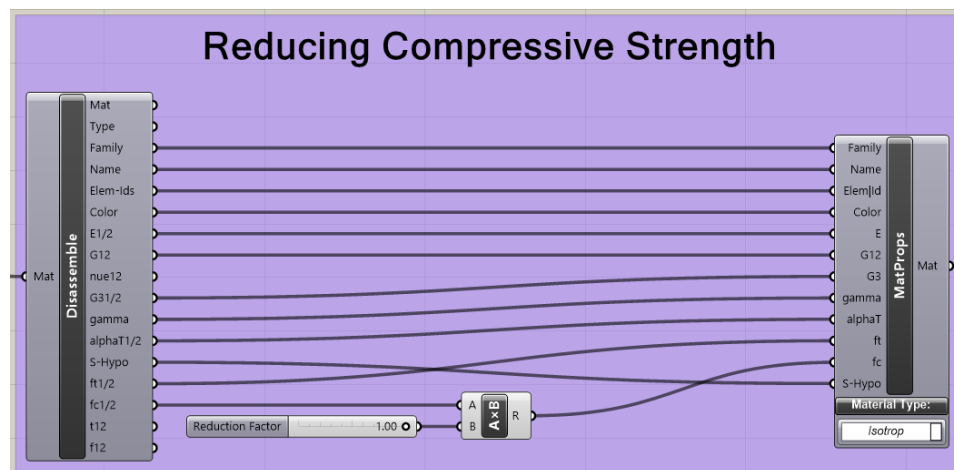 Reducing Compressive Strength
Mat
Disassemble
Mat
Type
Family
Name
Elem-Ids
Color
E1/2
G12
nue12
G31/2
gamma
alphaT1/2
S-Hypo
ft1/2
fc1/2
t12
f12
Reduction Factor
1.00
A
B
A×B
R
Family
Name
Elem|Id
Color
E
G12
G3
gamma
alphaT
ft
fc
S-Hypo
MatProps
Mat
Material Type:
Isotrop